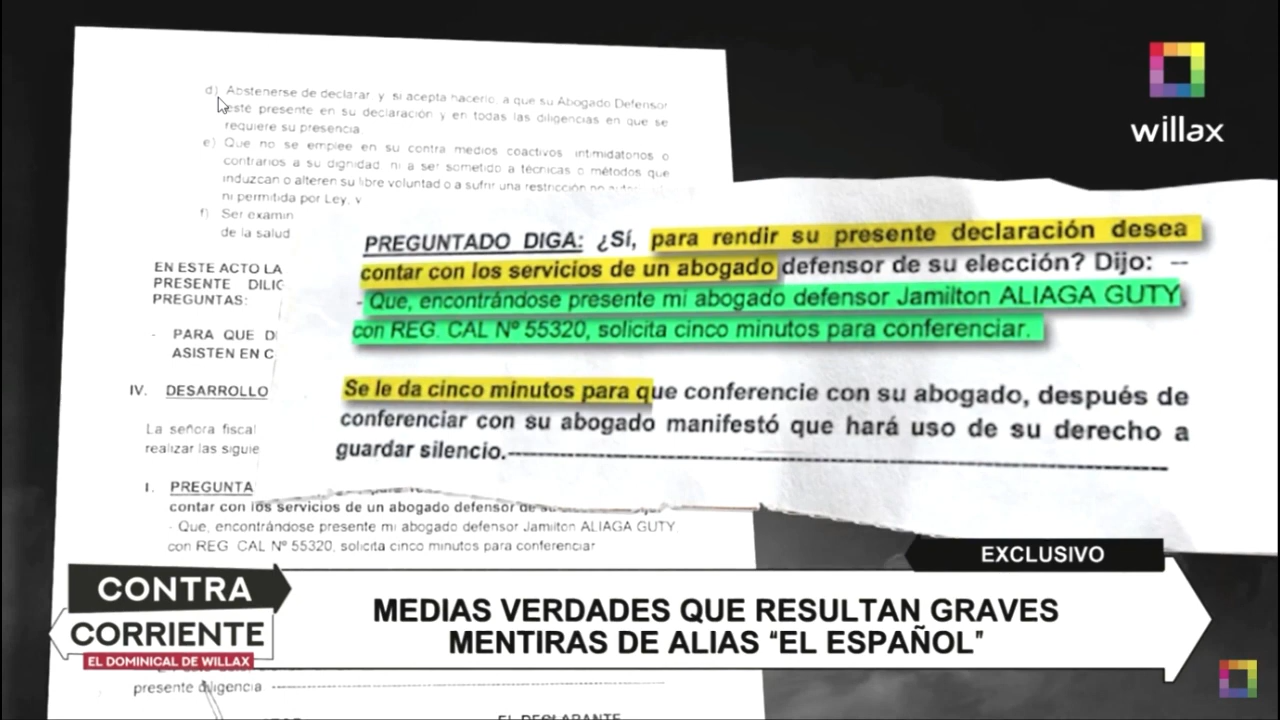 d) Abstenerse de declarar y si acepta hacerlo, a que su Abogado Defensor
esté presente en su declaración y en todas las diligencias en que se
requiere su presencia.
e) Que no se emplee en su contra medios coactivos intimidatorios o
contrarios a su dignidad ni a ser sometido a técnicas o métodos que
induzcan o alteren su libre voluntad o a sufrir una restricción no
ni permitida por Ley, y
f) Ser examin
de la salud
willax
PREGUNTADO DIGA: ¿Sí, para rendir su presente declaración desea
contar con los servicios de un abogado defensor de su elección? Dijo: --
- Que, encontrándose presente mi abogado defensor Jamilton ALIAGA GUTY,
con REG. CAL Nº 55320, solicita cinco minutos para conferenciar.
Se le da cinco minutos para que conferencie con su abogado, después de
conferenciar con su abogado manifestó que hará uso de su derecho a
guardar silencio.
EN ESTE ACTO LA
PRESENTE DILIG
PREGUNTAS:
- PARA QUE DI
ASISTEN EN C
IV. DESARROLLO
La señora fiscal
realizar las siguie
I. PREGUNTA
contar con los servicios de un abogado defensor de su
- Que, encontrándose presente mi abogado defensor Jamilton ALIAGA GUTY,
con REG. CAL Nº 55320, solicita cinco minutos para conferenciar
EXCLUSIVO
CONTRA
CORRIENTE
EL DOMINICAL DE WILLAX
MEDIAS VERDADES QUE RESULTAN GRAVES
MENTIRAS DE ALIAS “EL ESPAÑOL”
presente diligencia
EL DECLARANTE